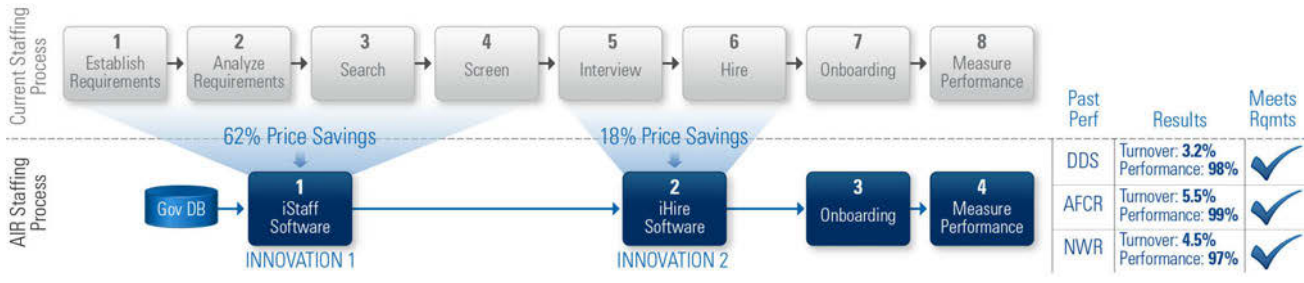 Current Staffing
Process
1
Establish
Requirements
2
Analyze
Requirements
3
Search
4
Screen
5
Interview
6
Hire
7
Onboarding
8
Measure
Performance
62% Price Savings
18% Price Savings
AIR Staffing
Process
Gov DB
1
iStaff
Software
INNOVATION 1
2
iHire
Software
INNOVATION 2
3
Onboarding
4
Measure
Performance
Past
Perf
Results
Meets
Rqmts
DDS
Turnover: 3.2%
Performance: 98%
AFCR
Turnover: 5.5%
Performance: 99%
NWR
Turnover: 4.5%
Performance: 97%